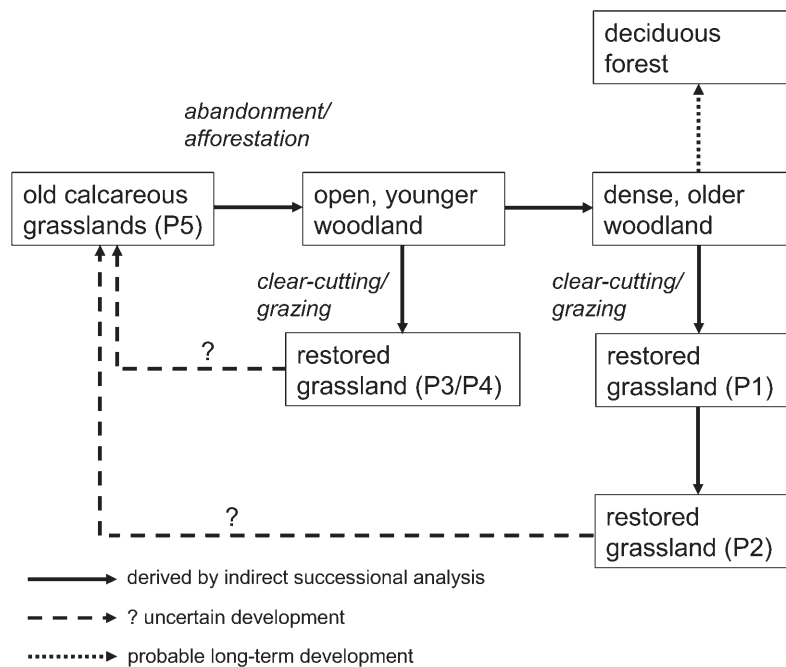 deciduous
forest
abandonment/
afforestation
old calcareous
grasslands (P5)
open, younger
woodland
dense, older
woodland
clear-cutting/
grazing
clear-cutting/
grazing
?
restored
grassland (P3/P4)
restored
grassland (P1)
?
restored
grassland (P2)
derived by indirect successional analysis
? uncertain development
probable long-term development